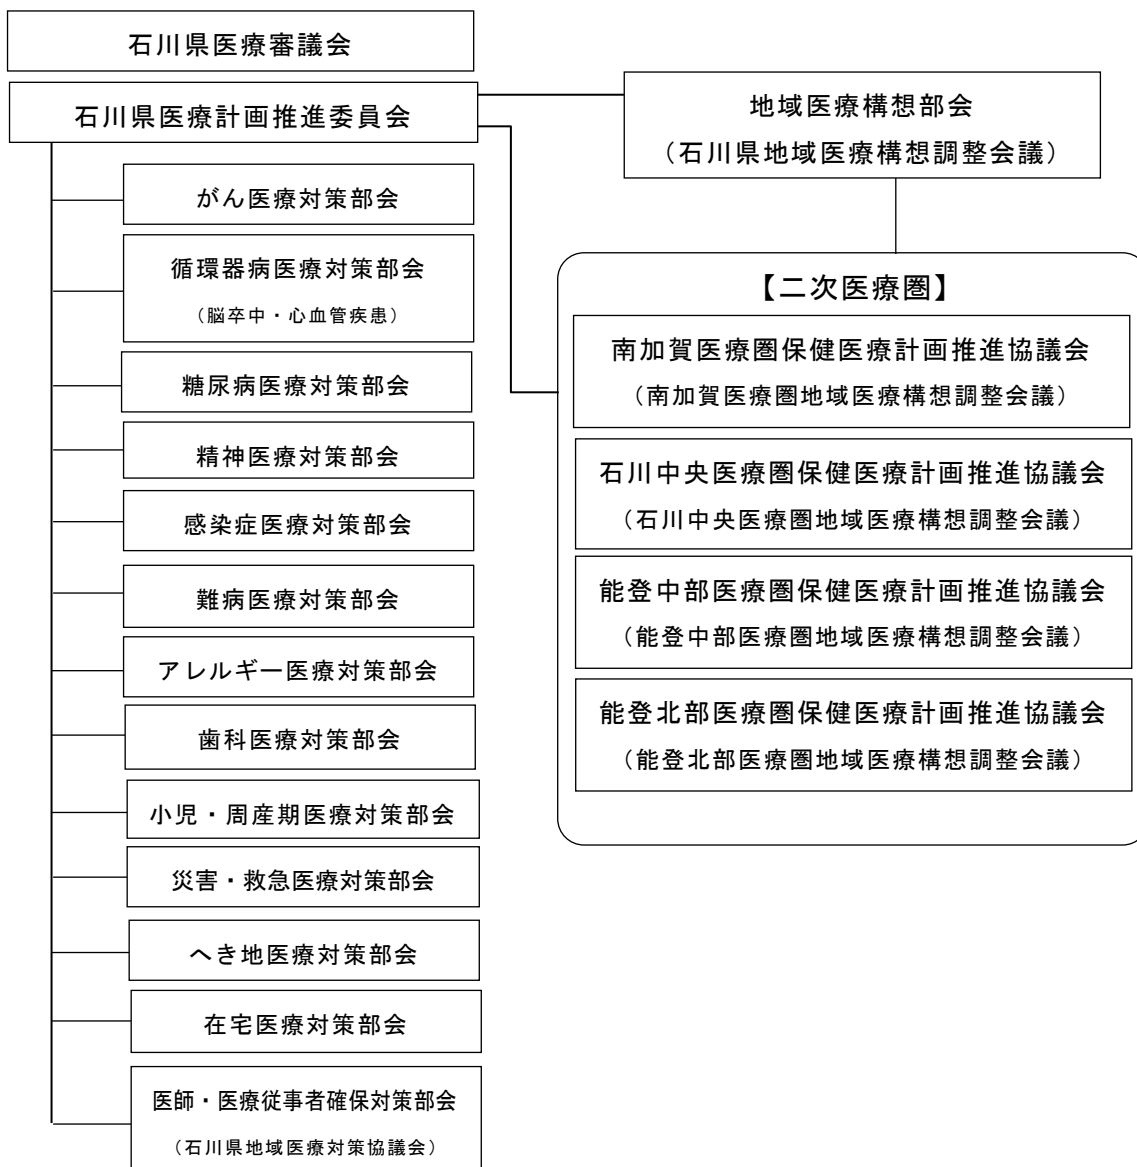 石川県医療審議会
石川県医療計画推進委員会
がん医療対策部会
循環器病医療対策部会
（脳卒中・心血管疾患）
糖尿病医療対策部会
精神医療対策部会
感染症医療対策部会
難病医療対策部会
アレルギー医療対策部会
歯科医療対策部会
小児・周産期医療対策部会
災害・救急医療対策部会
へき地医療対策部会
在宅医療対策部会
医師・医療従事者確保対策部会
（石川県地域医療対策協議会）
地域医療構想部会
（石川県地域医療構想調整会議）
【二次医療圏】
南加賀医療圏保健医療計画推進協議会
（南加賀医療圏地域医療構想調整会議）
石川中央医療圏保健医療計画推進協議会
（石川中央医療圏地域医療構想調整会議）
能登中部医療圏保健医療計画推進協議会
（能登中部医療圏地域医療構想調整会議）
能登北部医療圏保健医療計画推進協議会
（能登北部医療圏地域医療構想調整会議）